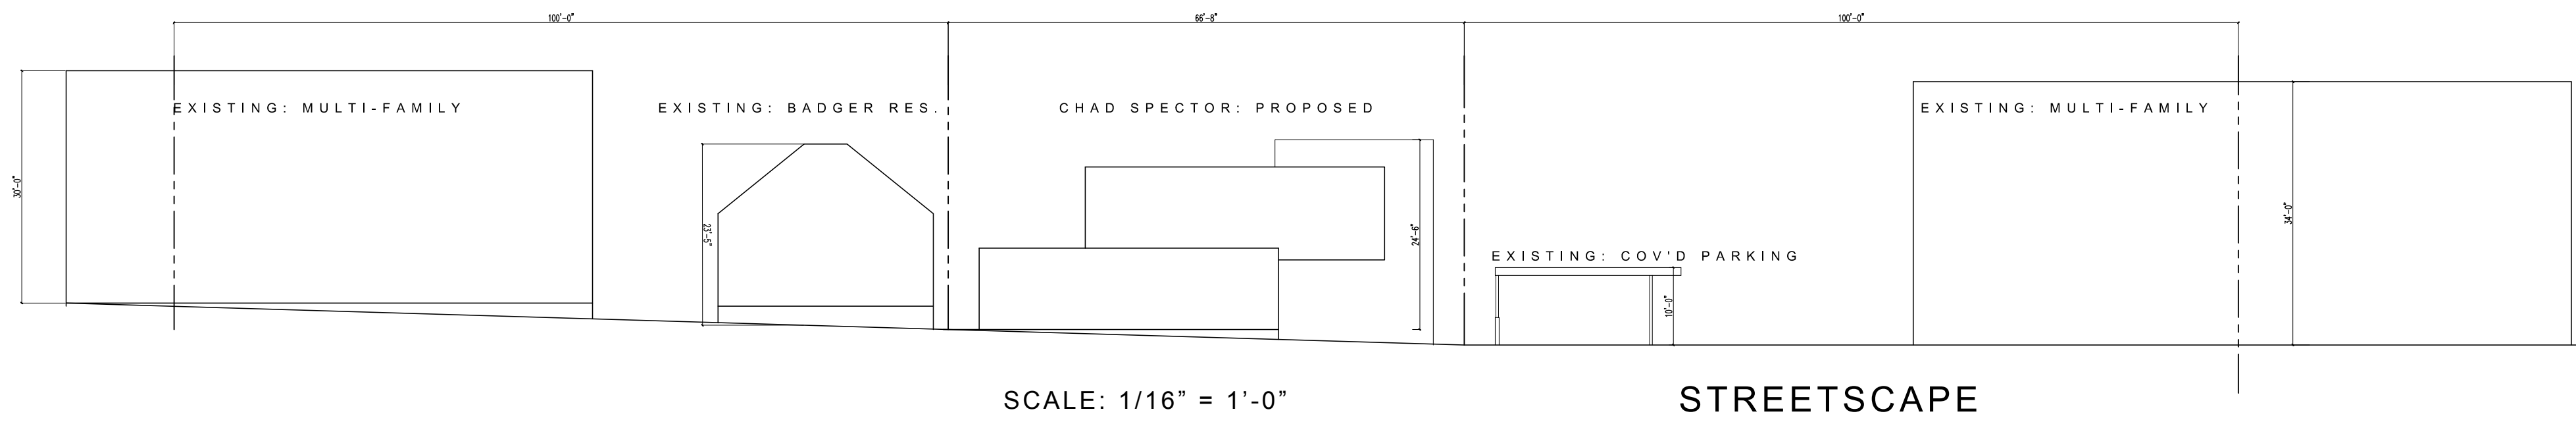 100'-0"
66'-8"
100'-0"
EXISTING: MULTI-FAMILY
EXISTING: BADGER RES.
CHAD SPECTOR: PROPOSED
EXISTING: MULTI-FAMILY
30'-0"
23'-5"
24'-6"
34'-0"
EXISTING: COV'D PARKING
10'-0"
SCALE: 1/16” = 1’-0”
STREETSCAPE